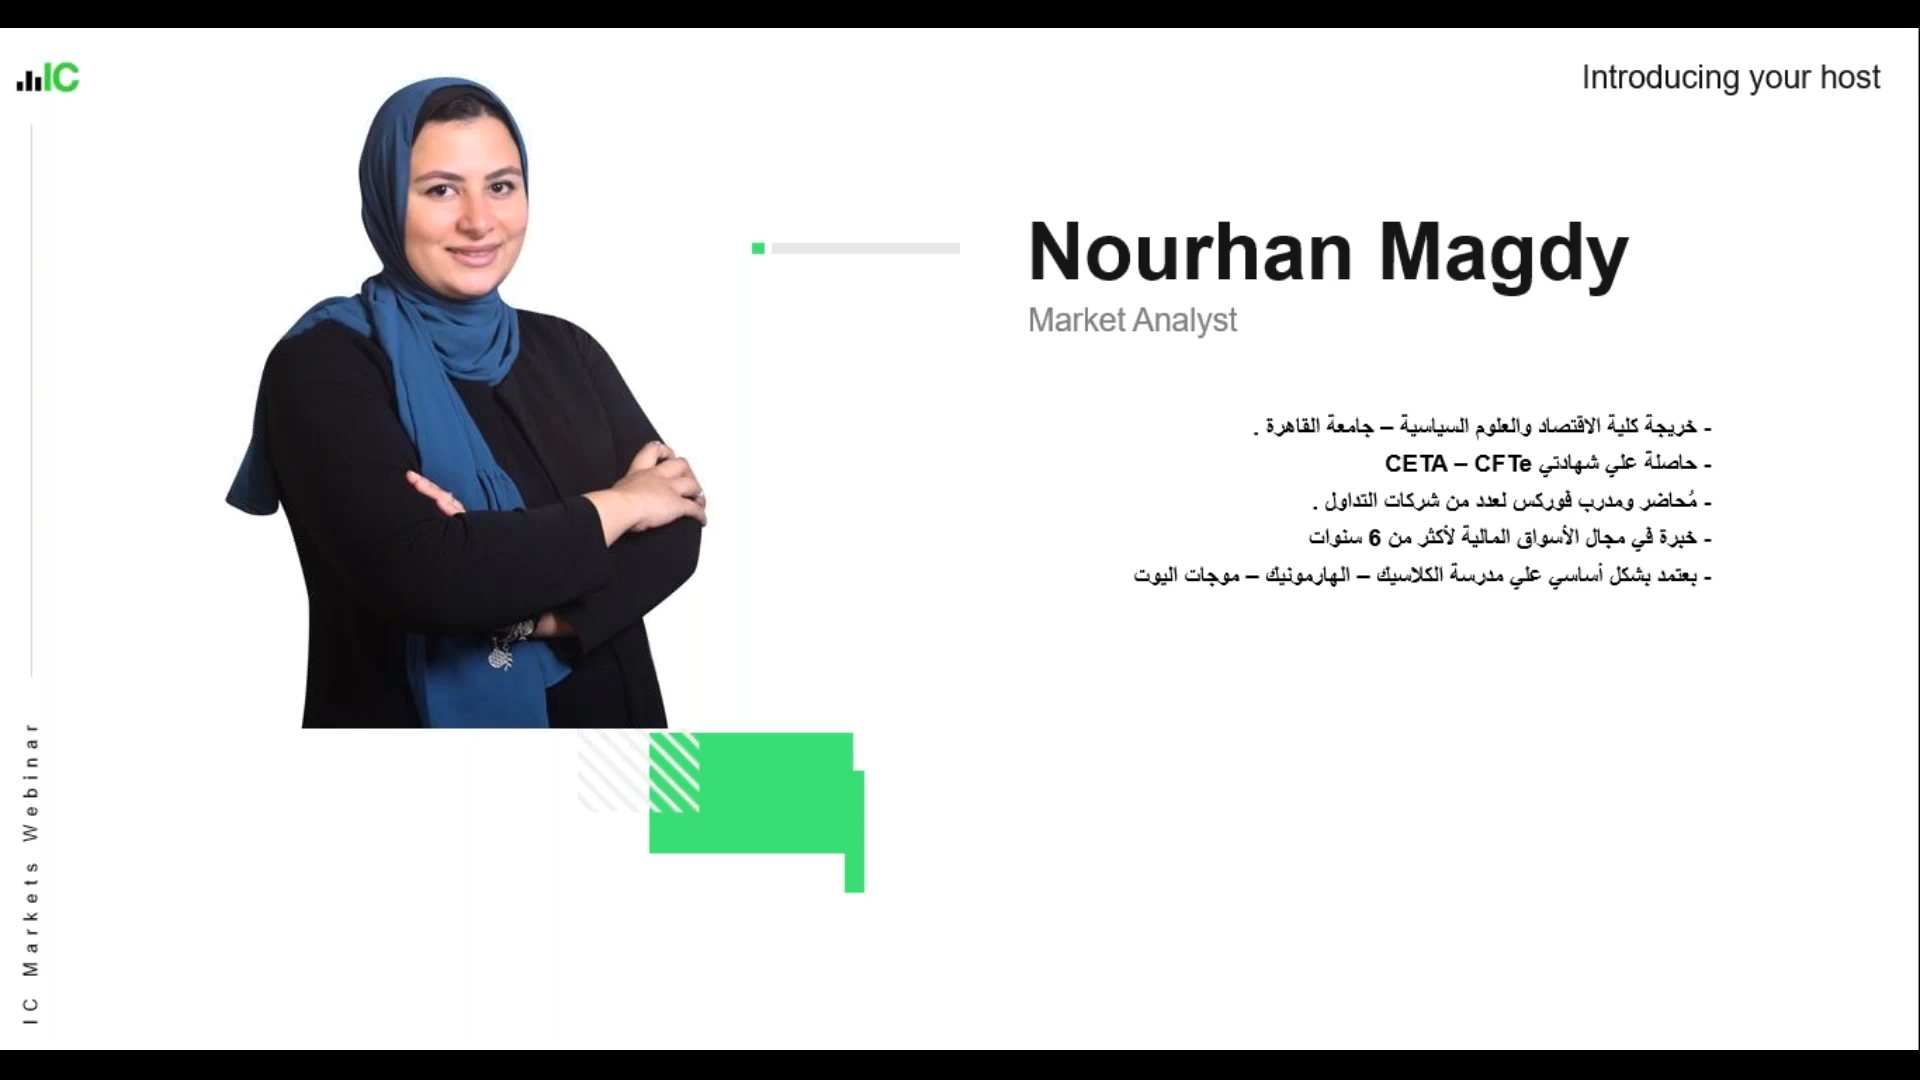 IC
Introducing your host
Nourhan Magdy
Market Analyst
- خريجة كلية الاقتصاد والعلوم السياسية – جامعة القاهرة .
- حاصلة علي شهادتي CETA – CFTe
- مُحاضر ومدرب فوركس لعدد من شركات التداول .
- خبرة في مجال الأسواق المالية لأكثر من 6 سنوات
- بعتمد بشكل أساسي علي مدرسة الكلاسيك – الهارمونيك – موجات اليوت
IC Markets Webinar